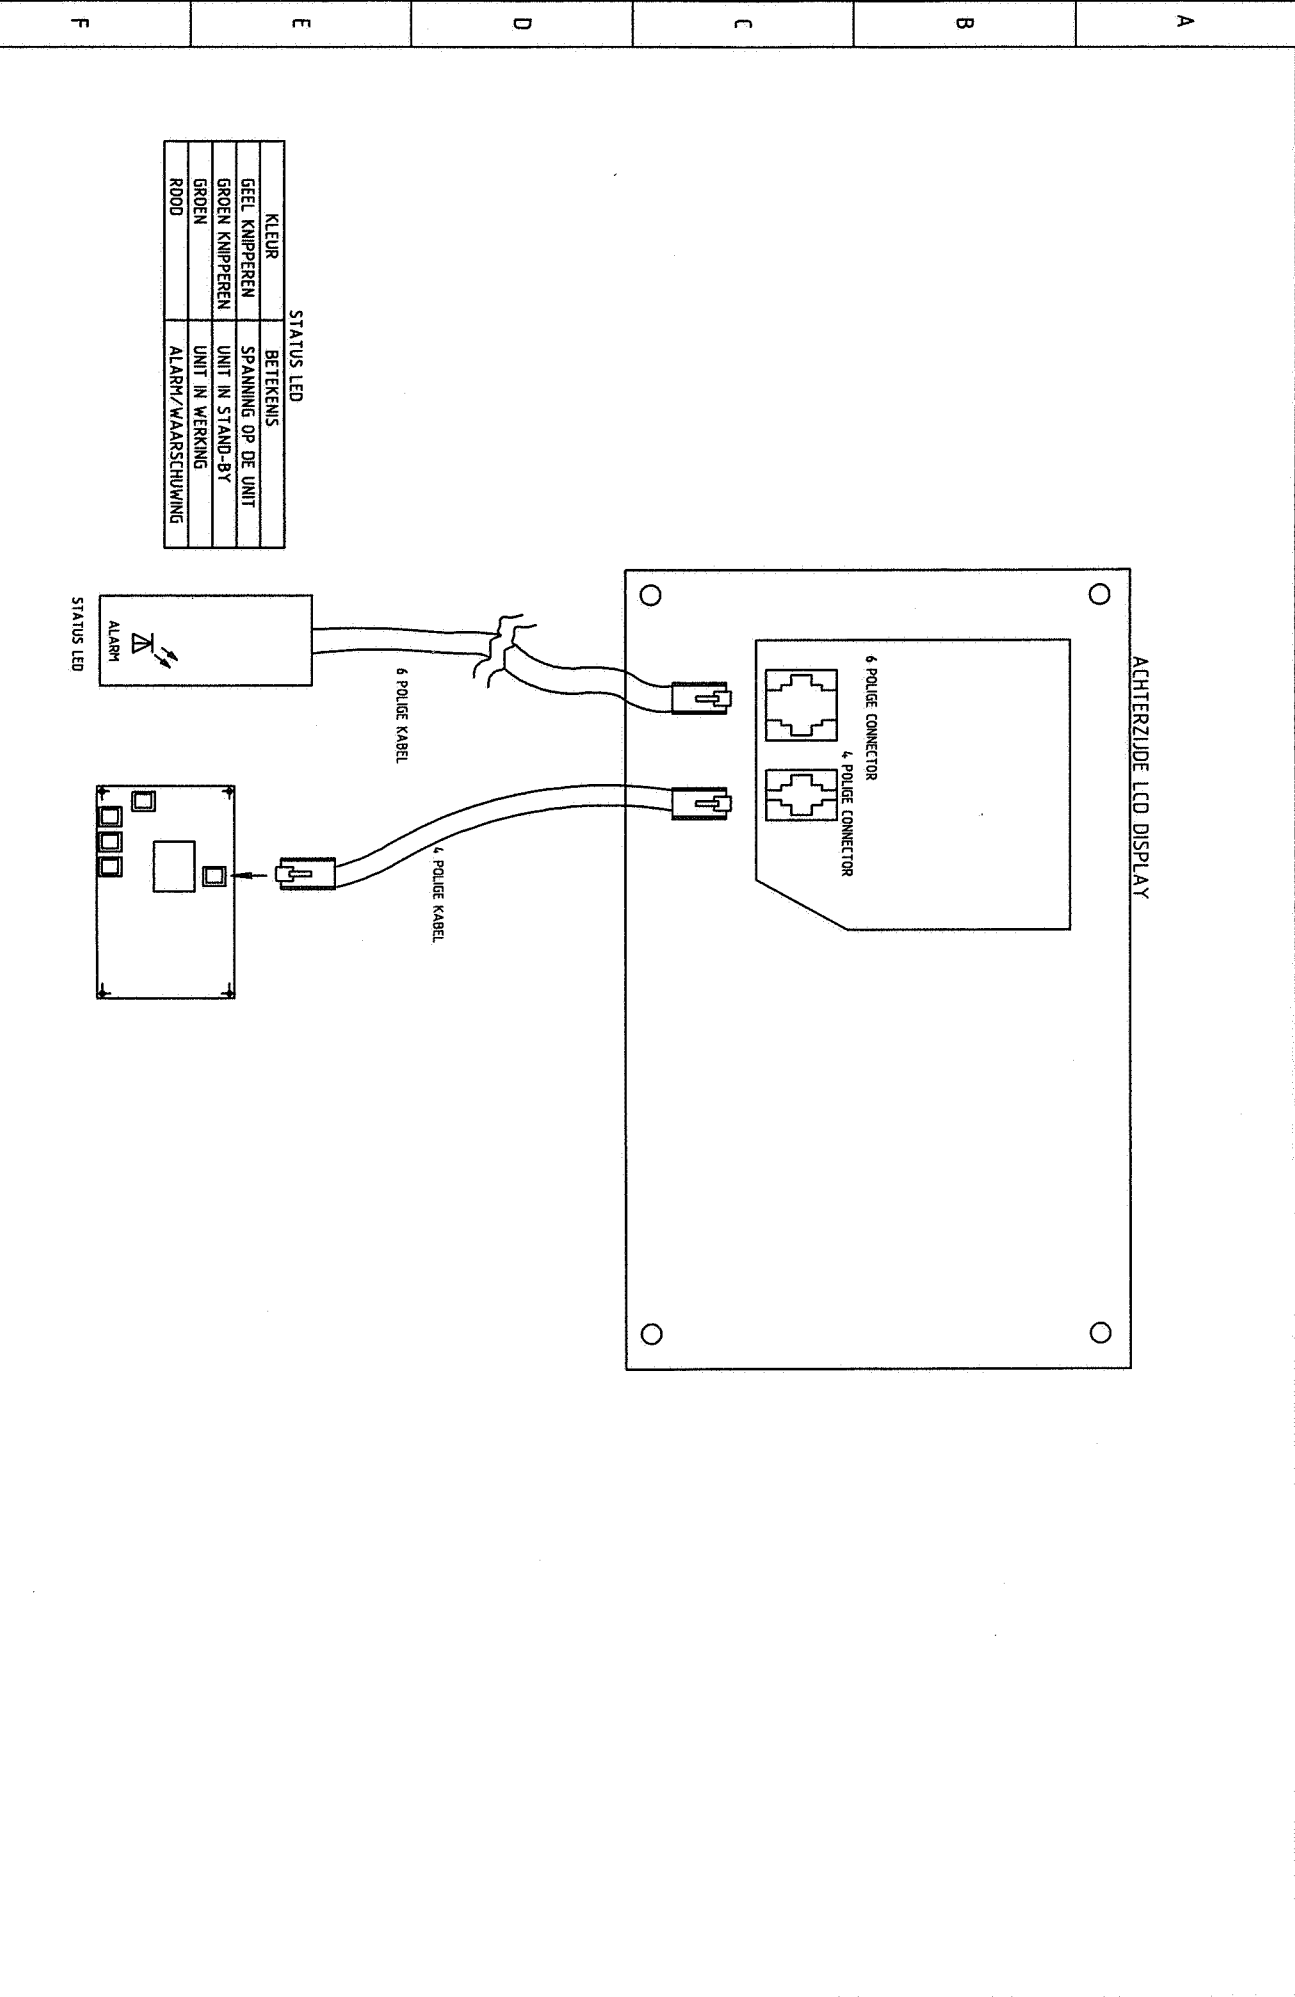 A
B
C
D
E
F
ACHTERZIJDE LCD DISPLAY
6 POLIGE CONNECTOR
4 POLIGE CONNECTOR
6 POLIGE KABEL
4 POLIGE KABEL
STATUS LED
KLEUR BETEKENIS
GEEL KNIPPEREN SPANNING OP DE UNIT
GROEN KNIPPEREN UNIT IN STAND-BY
GROEN UNIT IN WERKING
ROOD ALARM/WAARSCHUWING
ALARM
STATUS LED